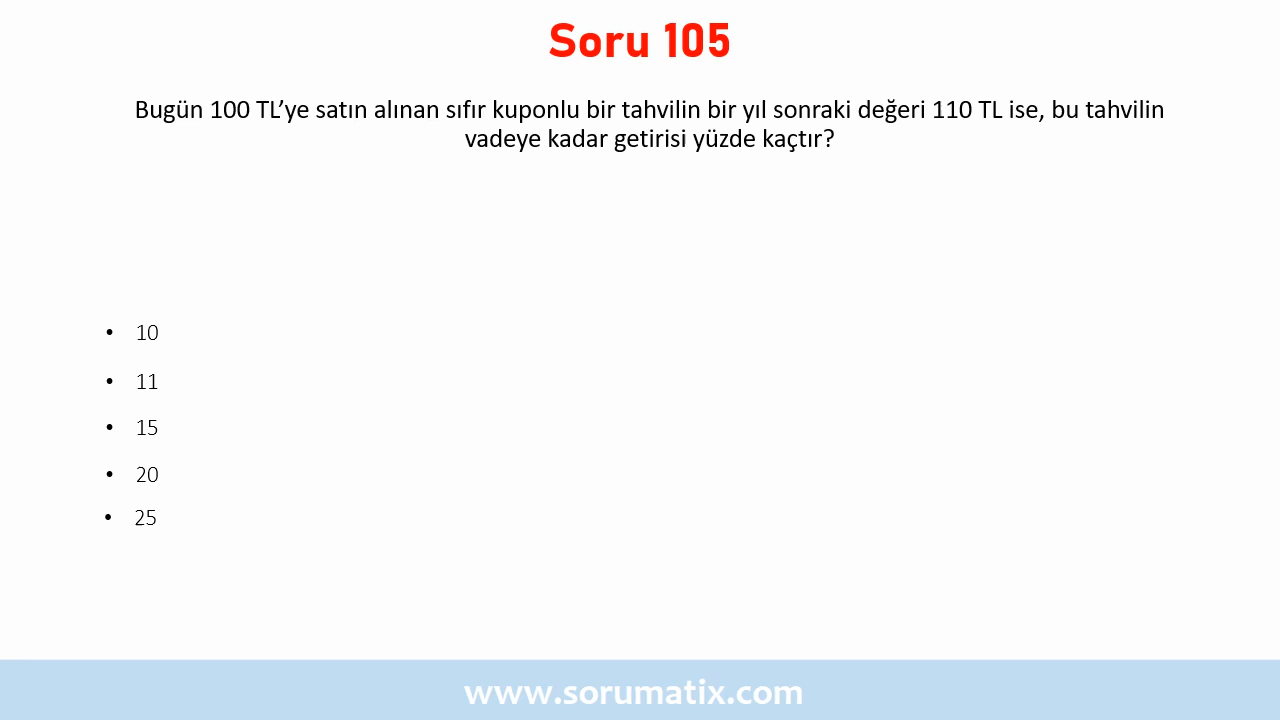 Soru 105
Bugün 100 TL’ye satın alınan sıfır kuponlu bir tahvilin bir yıl sonraki değeri 110 TL ise, bu tahvilin
vadeye kadar getirisi yüzde kaçtır?
• 10
• 11
• 15
• 20
• 25
www.sorumatix.com